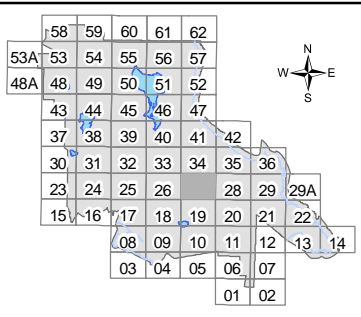 58 59 60 61 62
N
53A 53 54 55 56 57
W E
48A 48 49 50 51 52
S
43 44 45 46 47
37 38 39 40 41 42
30 31 32 33 34 35 36
23 24 25 26 28 29 29A
15 16 17 18 19 20 21 22
08 09 10 11 12 13 14
03 04 05 06 07
01 02